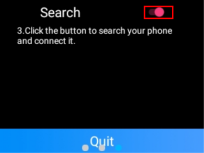 Search
3.Click the button to search your phone
and connect it.
Quit